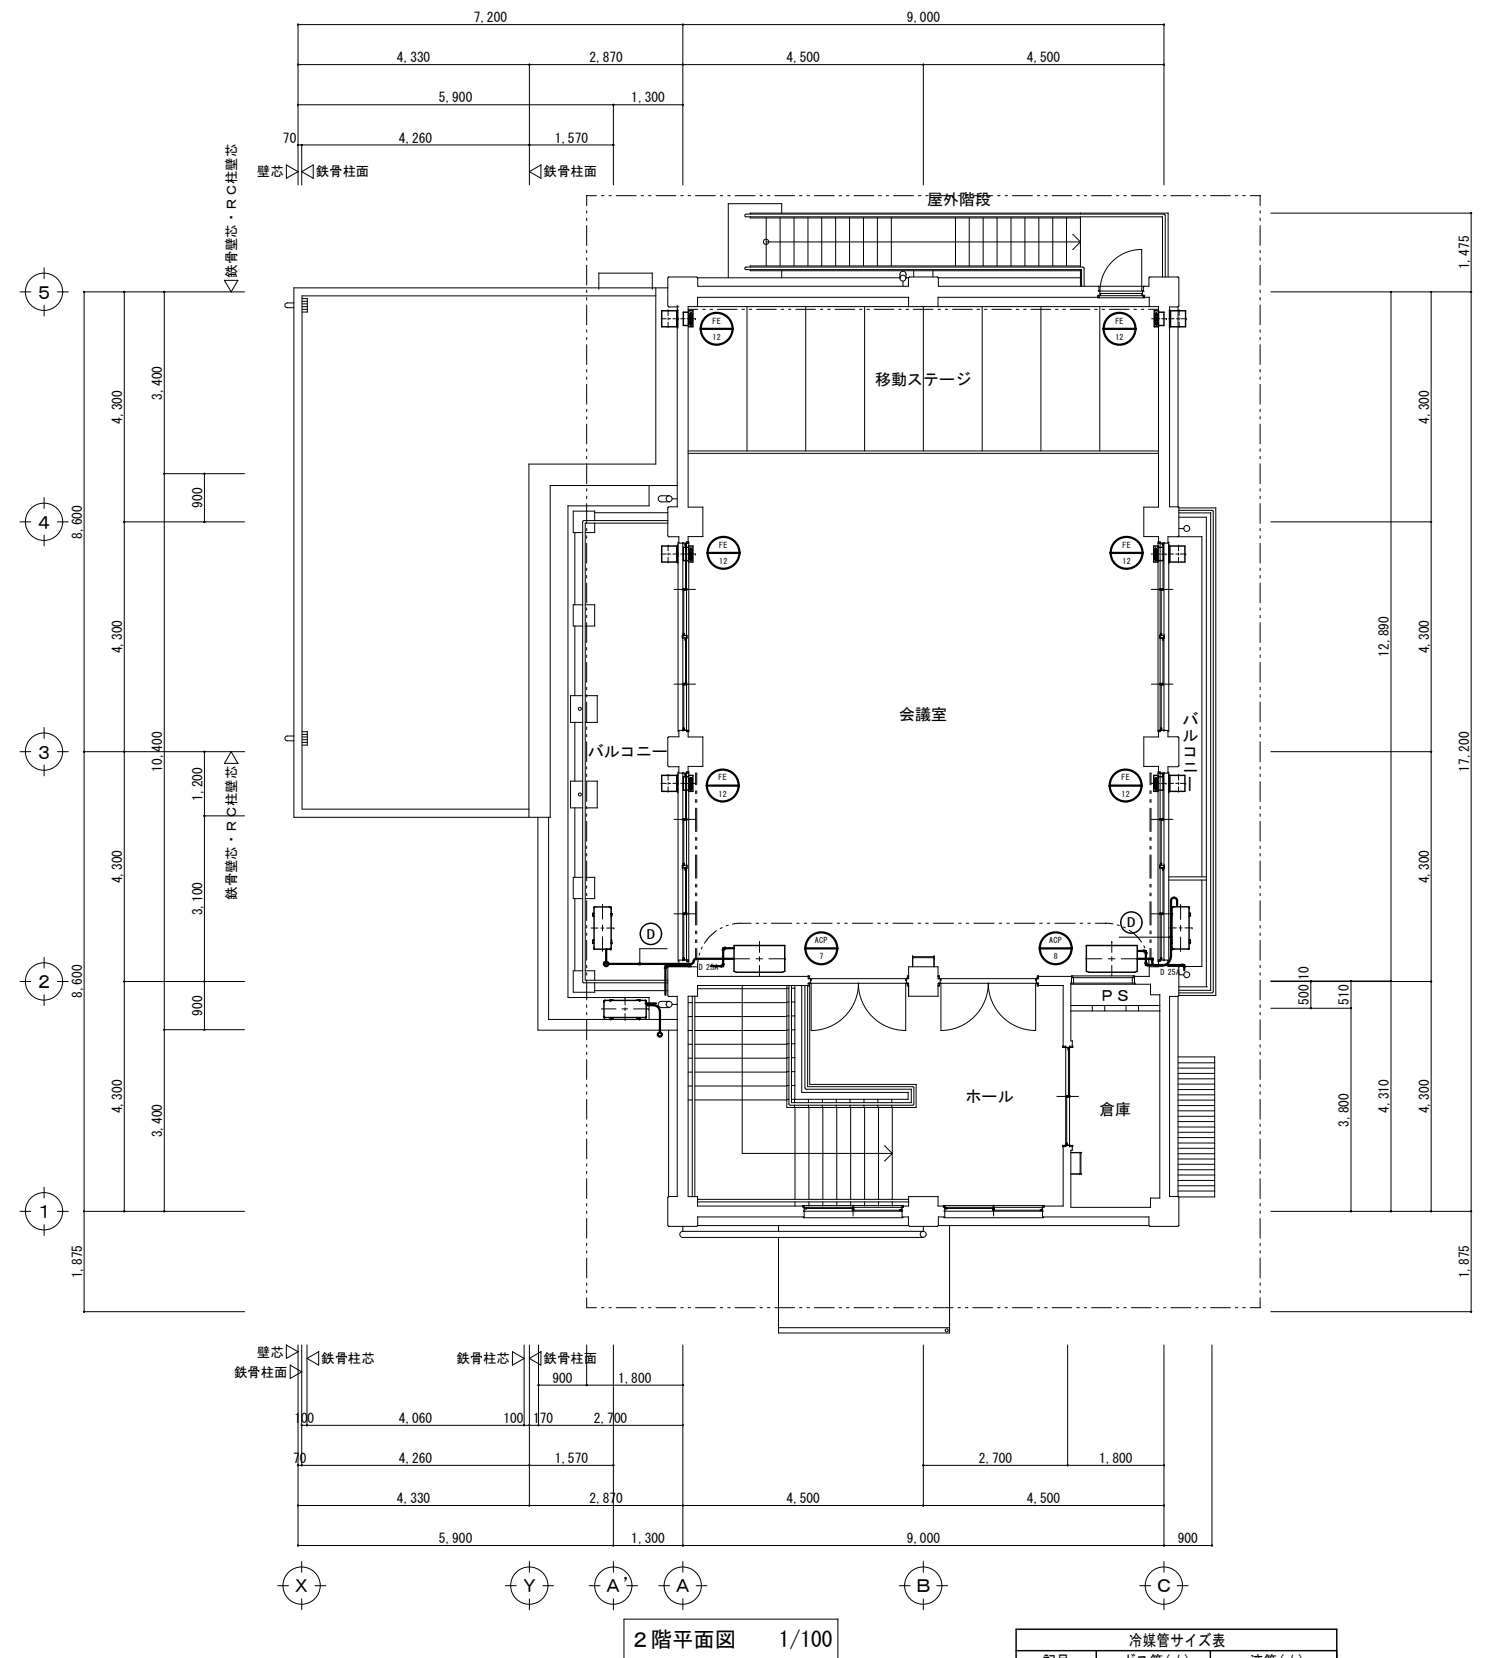 7,200
9,000
4,330
2,870
4,500
4,500
5,900
1,300
70
4,260
1,570
壁芯
鉄骨柱面
鉄骨柱面
鉄骨壁芯・ＲＣ柱壁芯
屋外階段
1,475
5
FE
12
FE
12
移動ステージ
4,300
3,400
4,300
900
4
8,600
FE
12
FE
12
4,300
12,890
4,300
会議室
バルコニー
バルコニー
3
10,400
1,200
鉄骨壁芯・ＲＣ柱壁芯
17,200
FE
12
FE
12
4,300
3,100
4,300
D
D
ACP
7
ACP
8
D 25A
D 25A
2
8,600
900
ＰＳ
500
10
510
4,300
3,400
ホール
倉庫
3,800
4,310
4,300
1
1,875
1,875
壁芯
鉄骨柱芯
鉄骨柱面
鉄骨柱芯
鉄骨柱面
900
1,800
100
4,060
100
170
2,700
70
4,260
1,570
2,700
1,800
4,330
2,870
4,500
4,500
5,900
1,300
9,000
900
X
Y
A'
A
B
C
２階平面図 1/100
冷媒管サイズ表